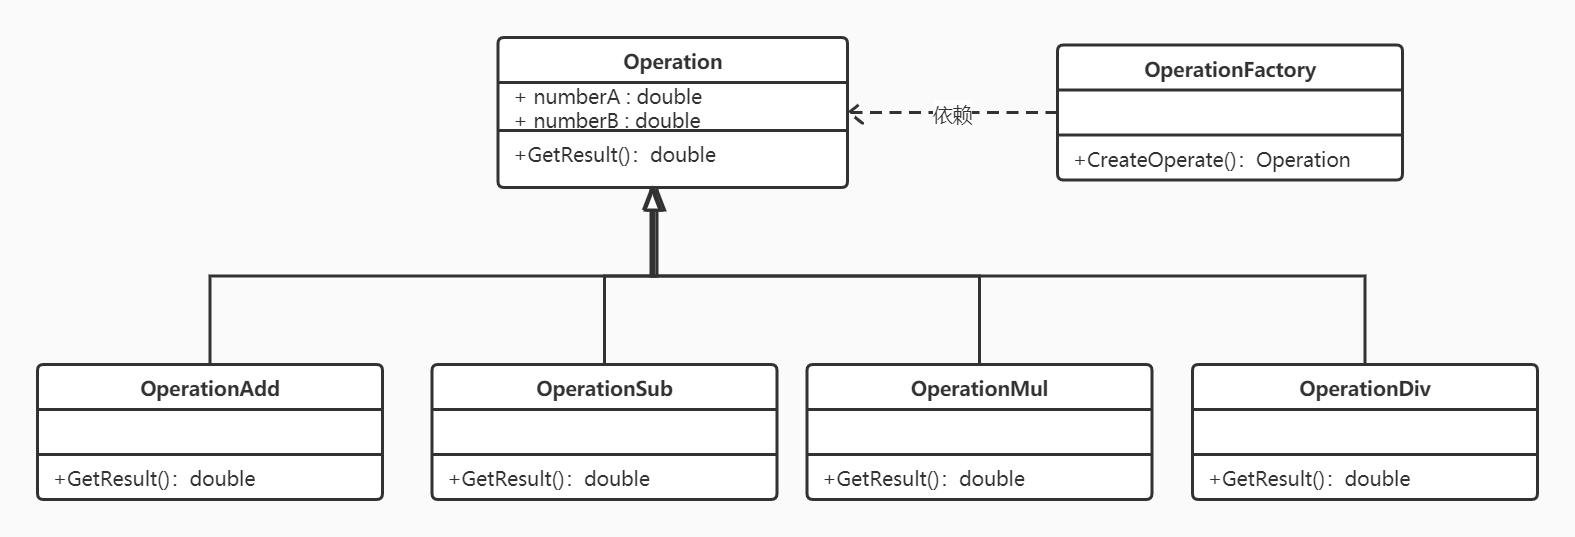 Operation
+ numberA : double
+ numberB : double
+GetResult()：double
依赖
OperationFactory
+CreateOperate()：Operation
OperationAdd
+GetResult()：double
OperationSub
+GetResult()：double
OperationMul
+GetResult()：double
OperationDiv
+GetResult()：double